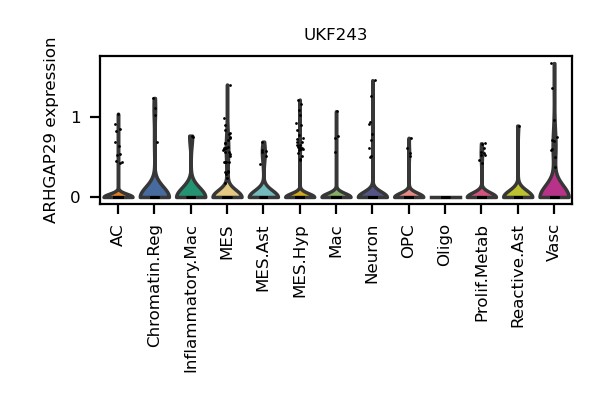 UKF243
ARHGAP29 expression
1
0
AC
Chromatin.Reg
Inflammatory.Mac
MES
MES.Ast
MES.Hyp
Mac
Neuron
OPC
Oligo
Prolif.Metab
Reactive.Ast
Vasc